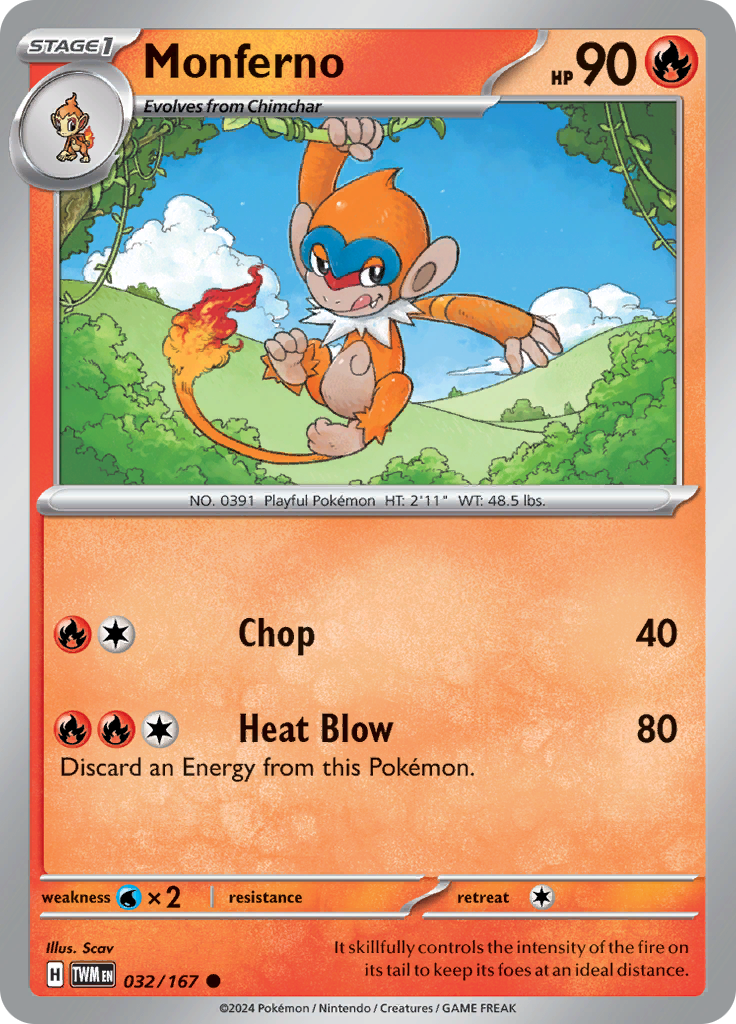 STAGE1
Monferno
HP 90
Evolves from Chimchar
NO. 0391 Playful Pokémon HT: 2'11" WT: 48.5 lbs.
Chop 40
Heat Blow 80
Discard an Energy from this Pokémon.
weakness ×2 resistance retreat
Illus. Scav
It skillfully controls the intensity of the fire on
its tail to keep its foes at an ideal distance.
H TWM EN 032/167
©2024 Pokémon / Nintendo / Creatures / GAME FREAK